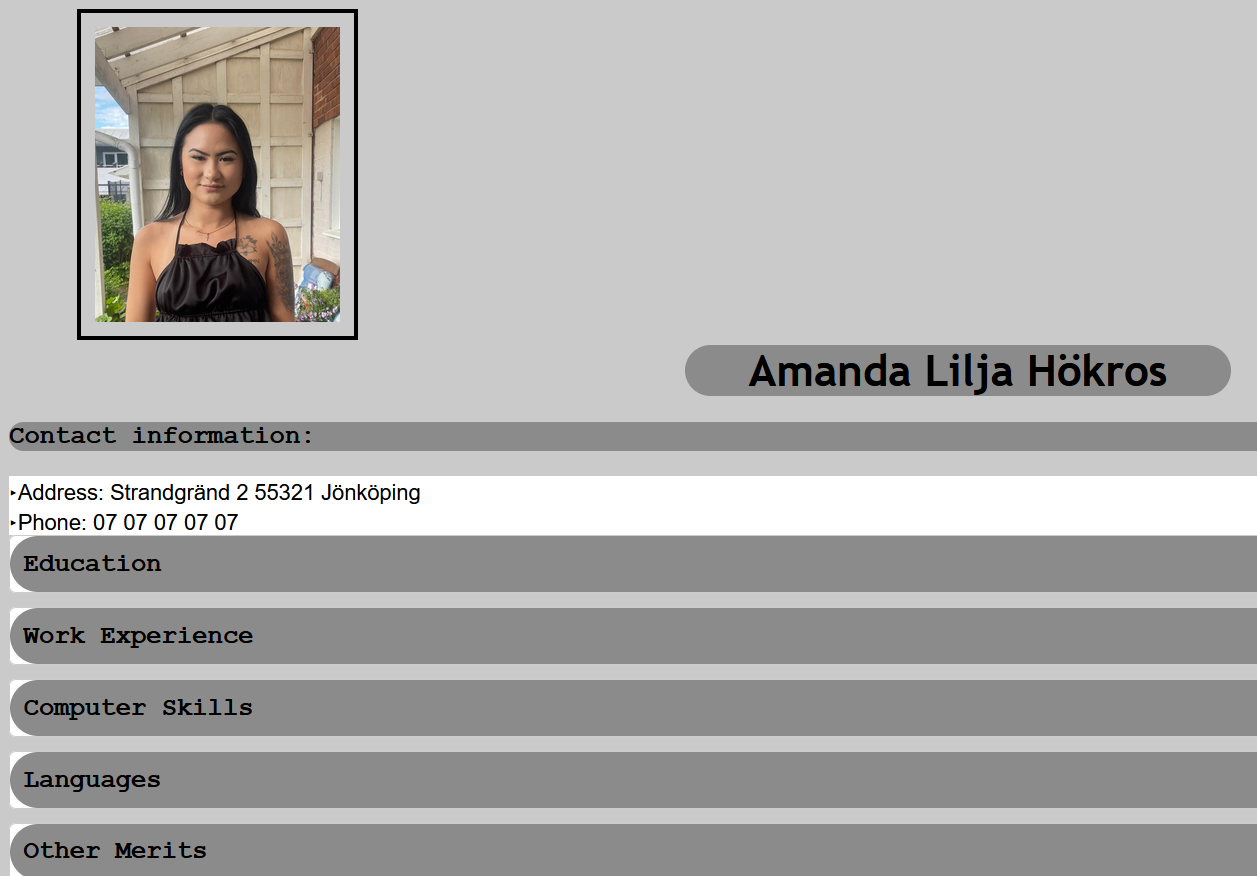 Amanda Lilja Hökros
Contact information:
‣Address: Strandgränd 2 55321 Jönköping
‣Phone: 07 07 07 07 07
Education
Work Experience
Computer Skills
Languages
Other Merits